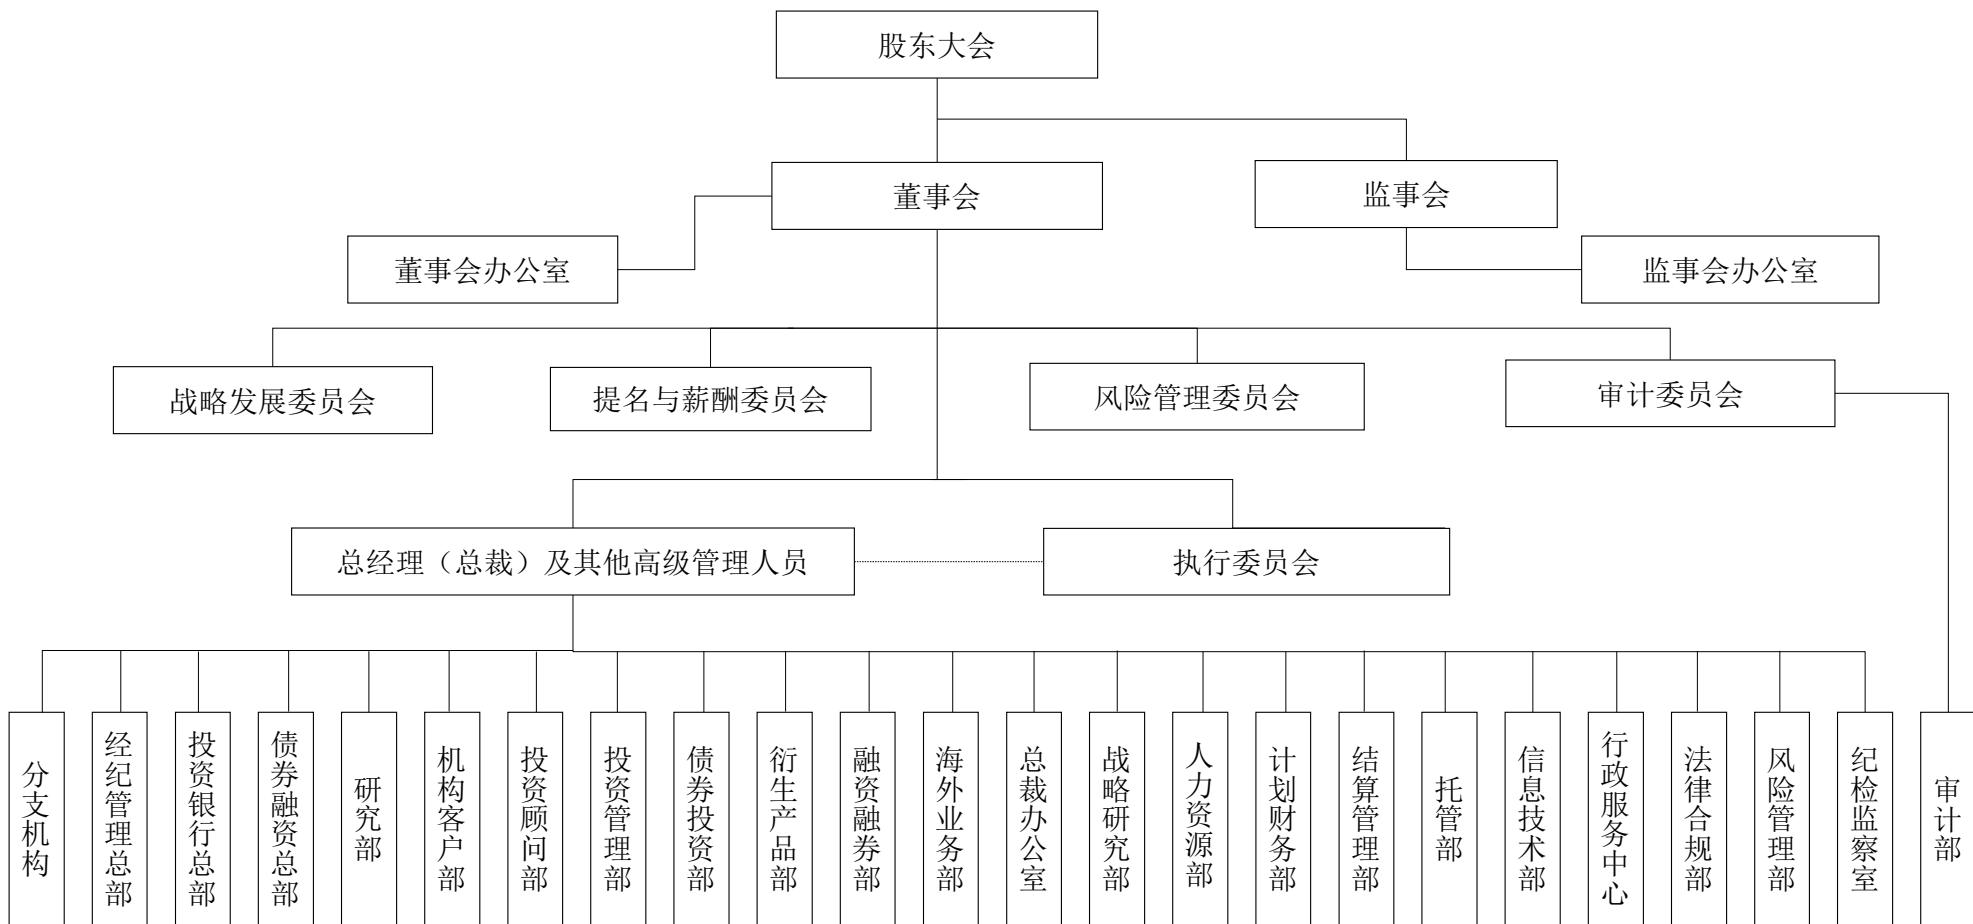 股东大会
董事会
监事会
董事会办公室
监事会办公室
战略发展委员会
提名与薪酬委员会
风险管理委员会
审计委员会
总经理（总裁）及其他高级管理人员
执行委员会
分支机构
经纪管理总部
投资银行总部
债券融资总部
研究部
机构客户部
投资顾问部
投资管理部
债券投资部
衍生产品部
融资融券部
海外业务部
总裁办公室
战略研究部
人力资源部
计划财务部
结算管理部
托管部
信息技术部
行政服务中心
法律合规部
风险管理部
纪检监察室
审计部